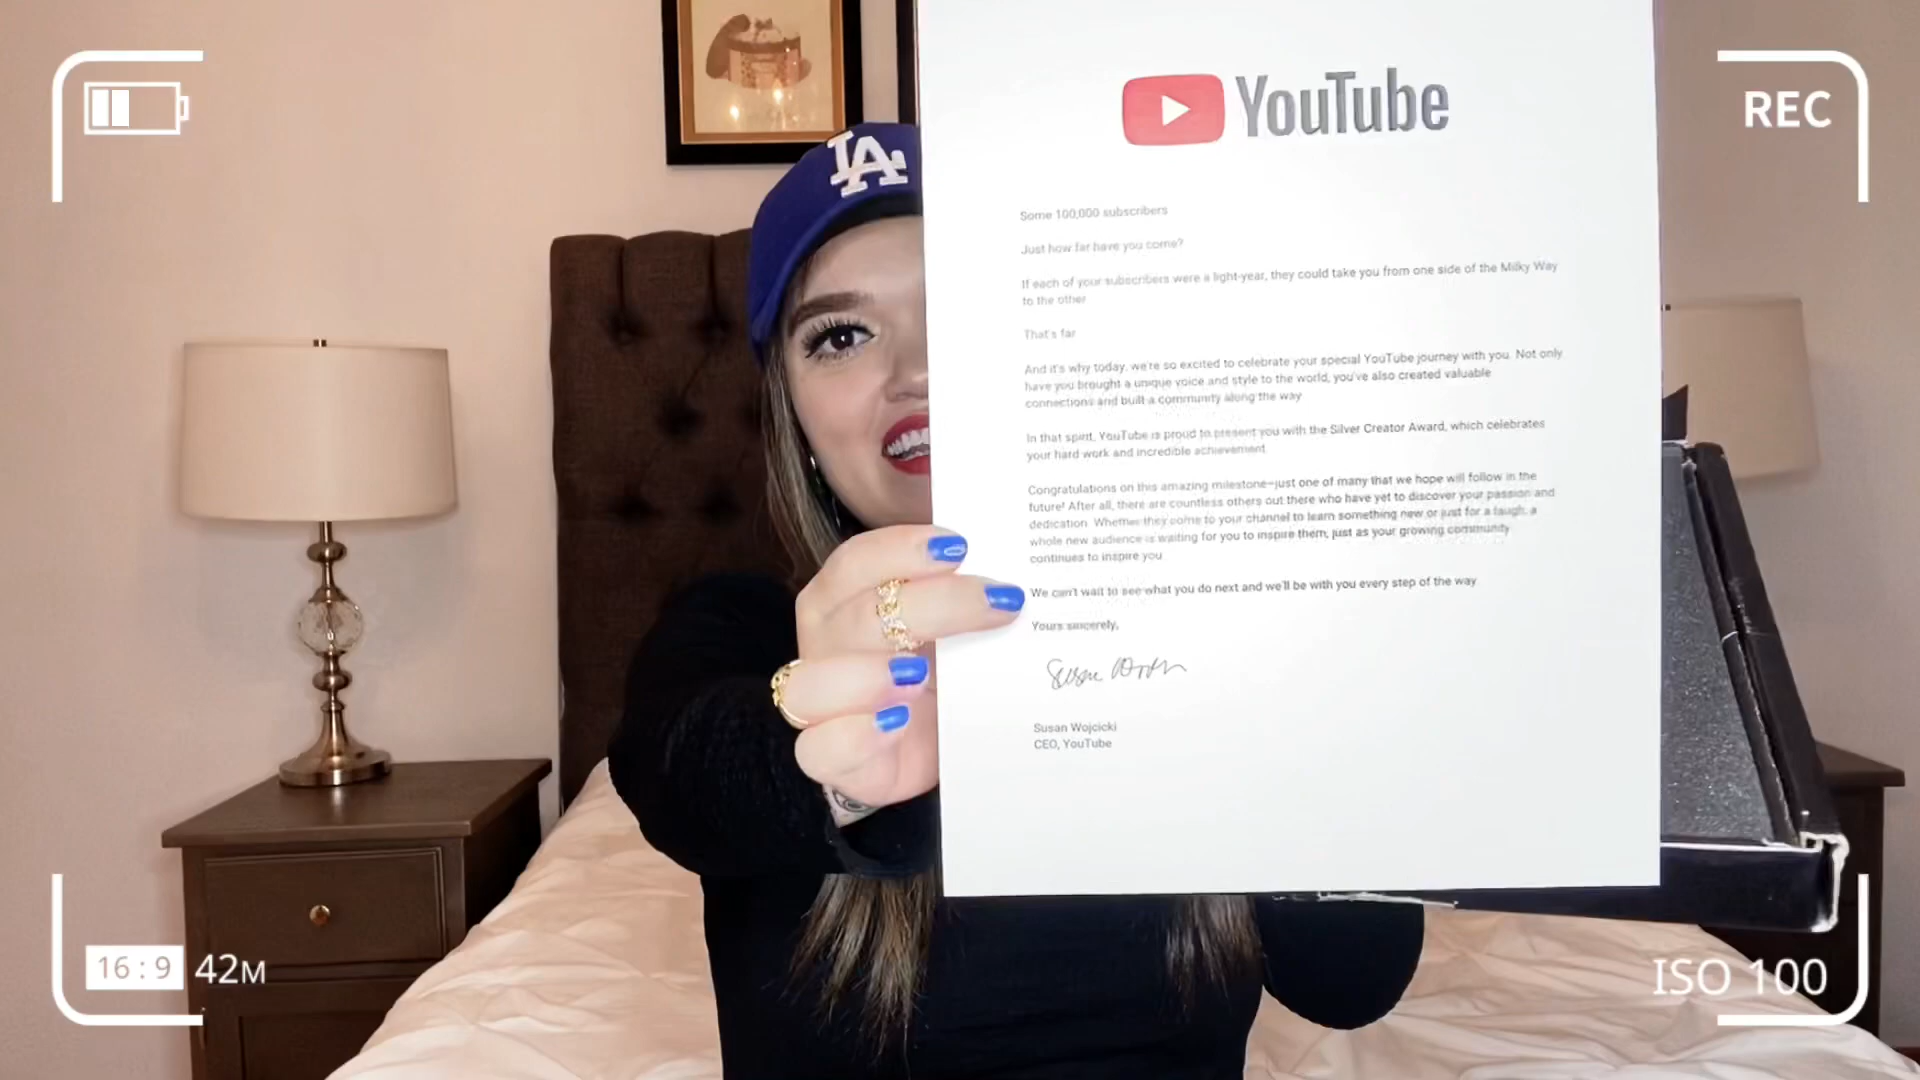 LA
REC
YouTube
Some 100,000 subscribers
Just how far have you come?
If each of your subscribers were a light-year, they could take you from one side of the Milky Way
to the other
That's far
And it's why today, we're so excited to celebrate your special YouTube journey with you. Not only
have you brought a unique voice and style to the world, you've also created valuable
connections and built a community along the way
In that spirit, YouTube is proud to present you with the Silver Creator Award, which celebrates
your hard work and incredible achievement
Congratulations on this amazing milestone—just one of many that we hope will follow in the
future! After all, there are countless others out there who have yet to discover your passion and
dedication. Whether they come to your channel to learn something new or just for a laugh, a
whole new audience is waiting for you to inspire them, just as your growing community
continues to inspire you
We can't wait to see what you do next and we'll be with you every step of the way
Yours sincerely,
Susan Wojcicki
CEO, YouTube
16:9 42M
ISO 100